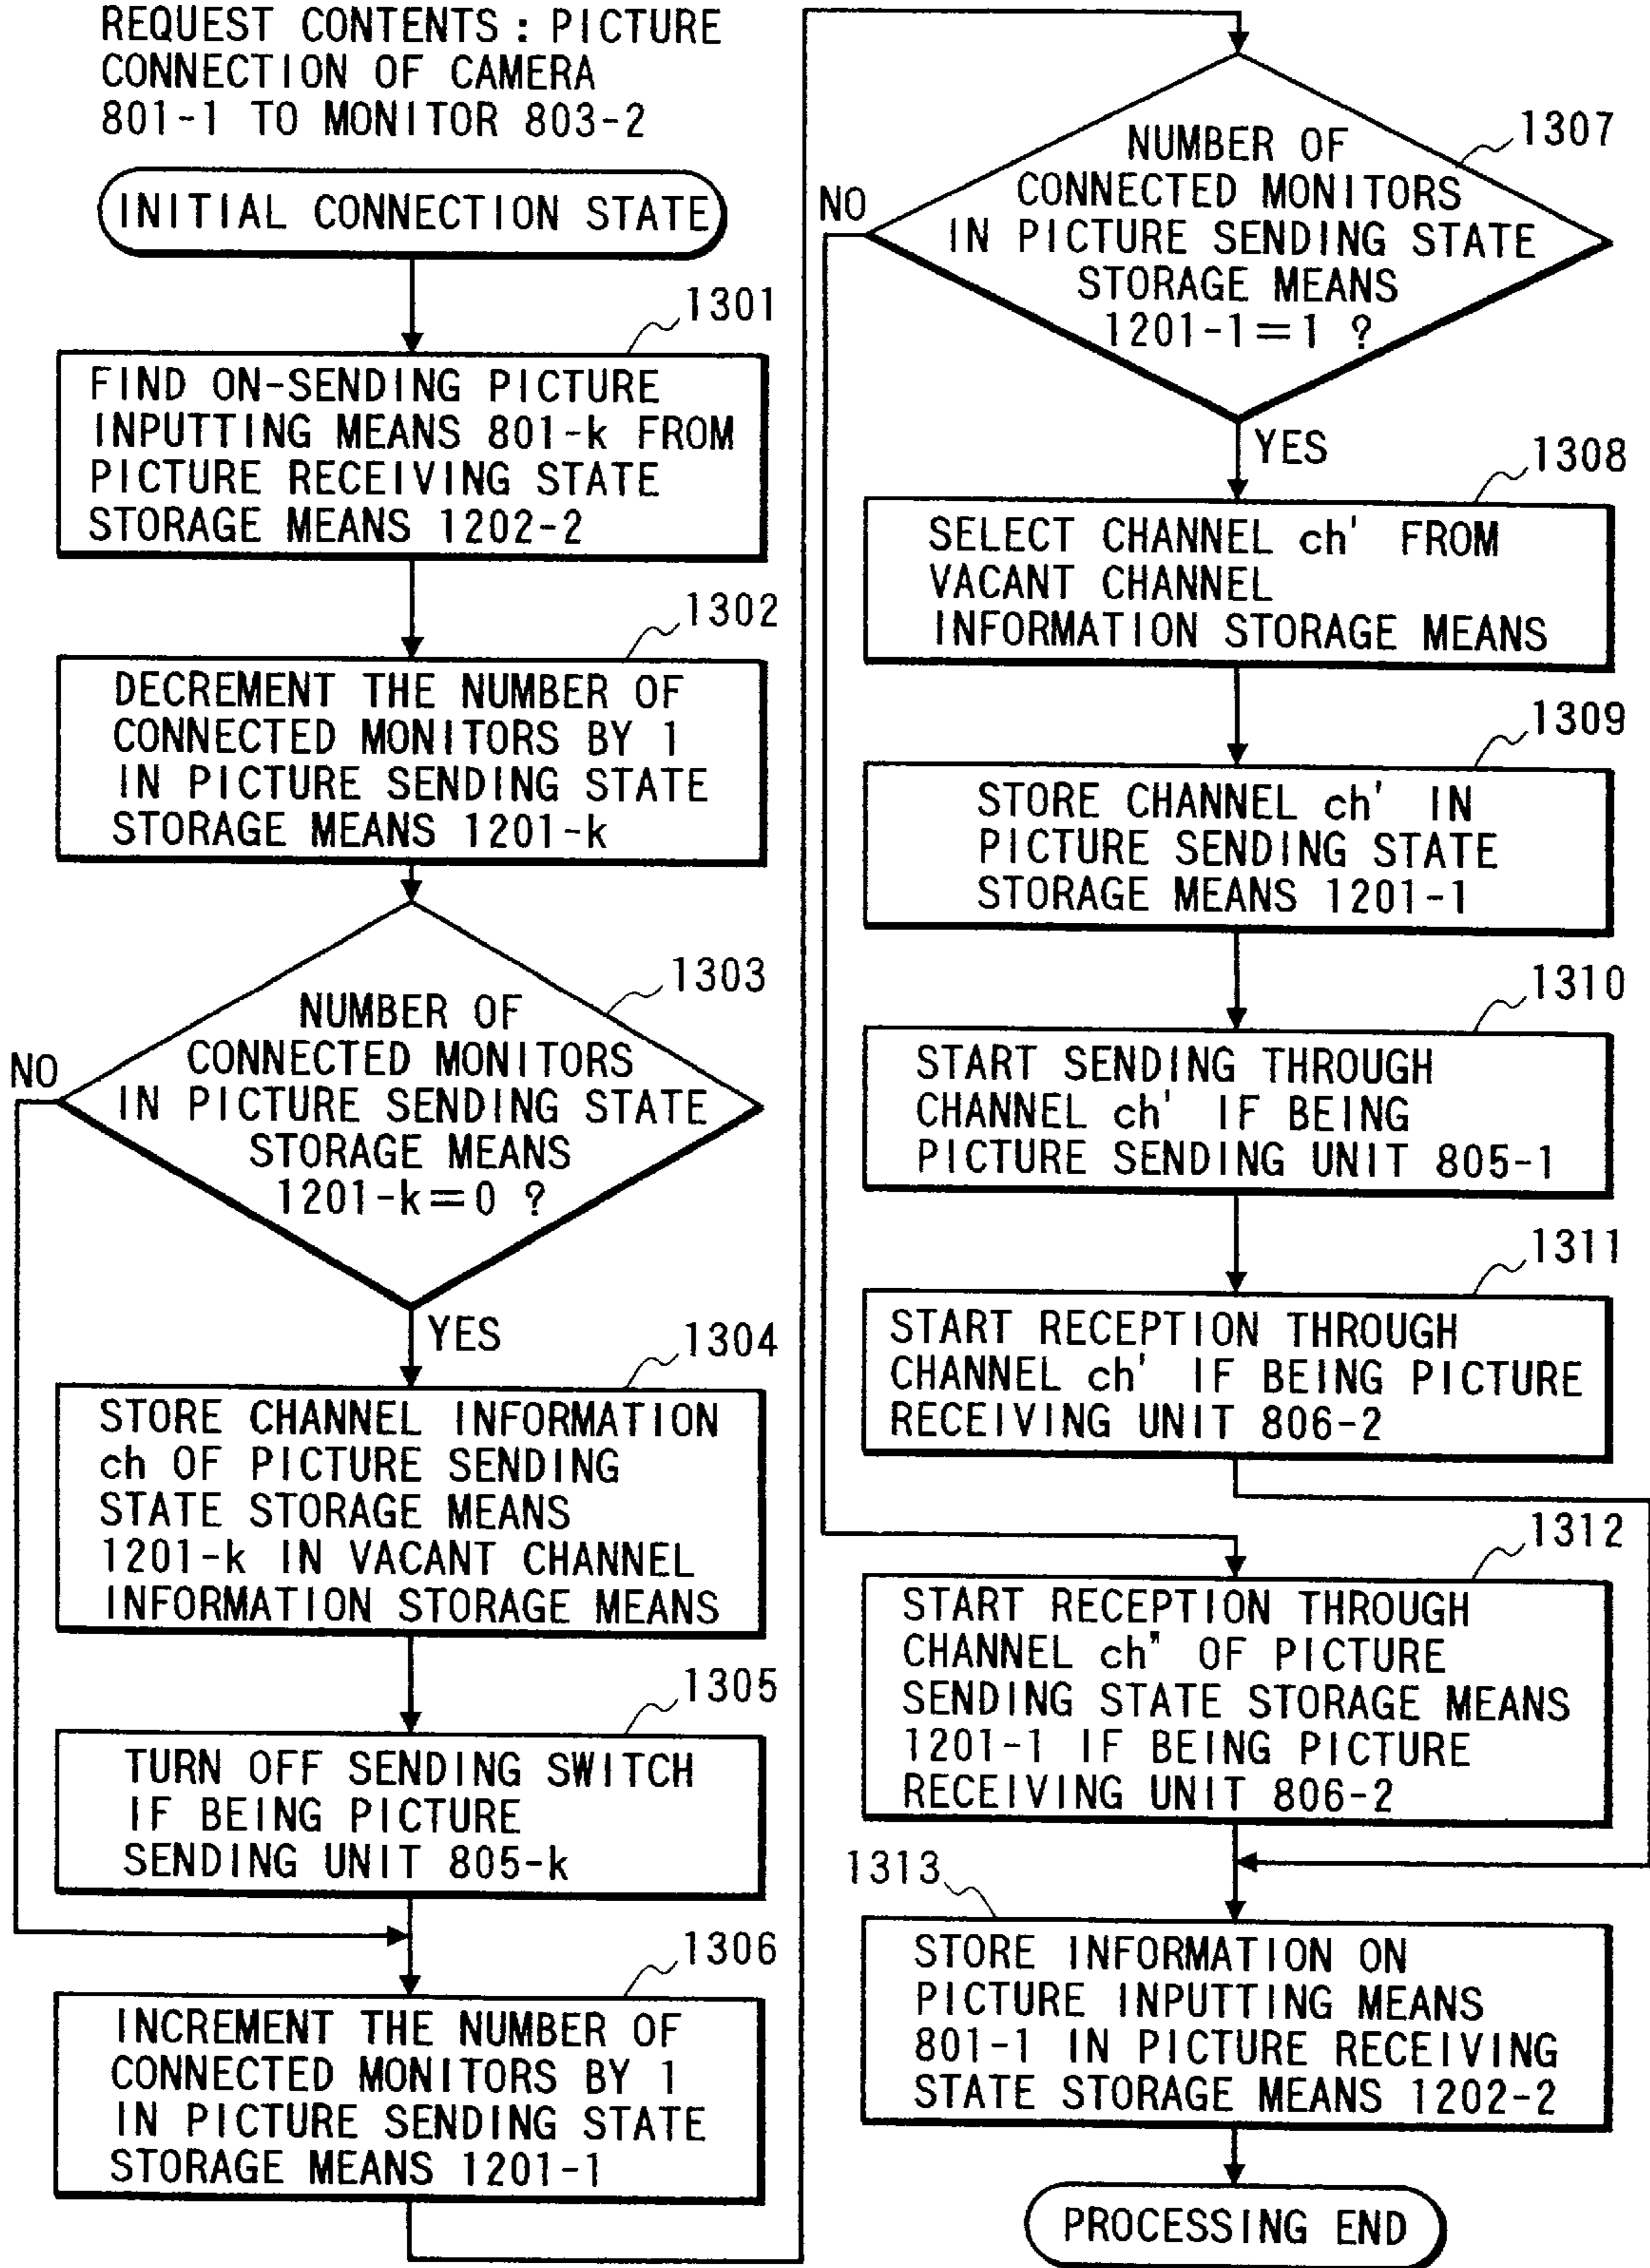 REQUEST CONTENTS : PICTURE
CONNECTION OF CAMERA
801-1 TO MONITOR 803-2
INITIAL CONNECTION STATE
1301
FIND ON-SENDING PICTURE
INPUTTING MEANS 801-k FROM
PICTURE RECEIVING STATE
STORAGE MEANS 1202-2
1302
DECREMENT THE NUMBER OF
CONNECTED MONITORS BY 1
IN PICTURE SENDING STATE
STORAGE MEANS 1201-k
1303
NUMBER OF
CONNECTED MONITORS
IN PICTURE SENDING STATE
STORAGE MEANS
1201-k=0 ?
NO
YES
1304
STORE CHANNEL INFORMATION
ch OF PICTURE SENDING
STATE STORAGE MEANS
1201-k IN VACANT CHANNEL
INFORMATION STORAGE MEANS
1305
TURN OFF SENDING SWITCH
IF BEING PICTURE
SENDING UNIT 805-k
1306
INCREMENT THE NUMBER OF
CONNECTED MONITORS BY 1
IN PICTURE SENDING STATE
STORAGE MEANS 1201-1
1307
NUMBER OF
CONNECTED MONITORS
IN PICTURE SENDING STATE
STORAGE MEANS
1201-1=1 ?
NO
YES
1308
SELECT CHANNEL ch' FROM
VACANT CHANNEL
INFORMATION STORAGE MEANS
1309
STORE CHANNEL ch' IN
PICTURE SENDING STATE
STORAGE MEANS 1201-1
1310
START SENDING THROUGH
CHANNEL ch' IF BEING
PICTURE SENDING UNIT 805-1
1311
START RECEPTION THROUGH
CHANNEL ch' IF BEING PICTURE
RECEIVING UNIT 806-2
1312
START RECEPTION THROUGH
CHANNEL ch" OF PICTURE
SENDING STATE STORAGE MEANS
1201-1 IF BEING PICTURE
RECEIVING UNIT 806-2
1313
STORE INFORMATION ON
PICTURE INPUTTING MEANS
801-1 IN PICTURE RECEIVING
STATE STORAGE MEANS 1202-2
PROCESSING END